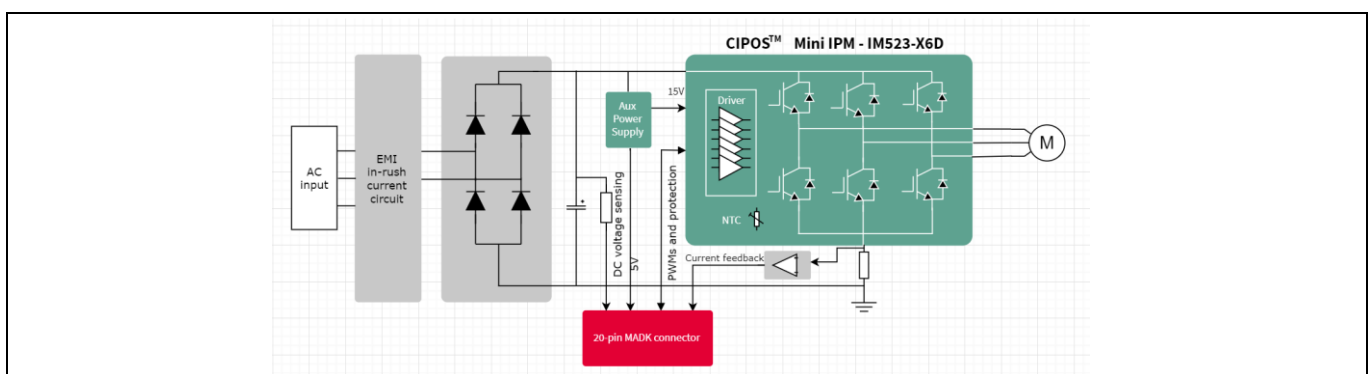 CIPOS™ Mini IPM - IM523-X6D
AC
input
EMI
in-rush
current
circuit
Aux
Power
Supply
15V
Driver
NTC
M
DC voltage sensing
5V
PWMs and protection
Current feedback
20-pin MADK connector